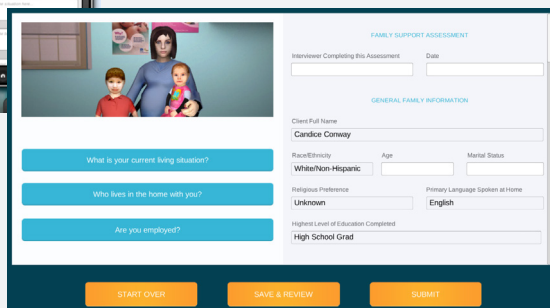 FAMILY SUPPORT ASSESSMENT
Interviewer Completing this Assessment
Date
GENERAL FAMILY INFORMATION
Client Full Name
Candice Conway
Race/Ethnicity
Age
Marital Status
White/Non-Hispanic
Religious Preference
Primary Language Spoken at Home
Unknown
English
Highest Level of Education Completed
High School Grad
What is your current living situation?
Who lives in the home with you?
Are you employed?
START OVER
SAVE & REVIEW
SUBMIT